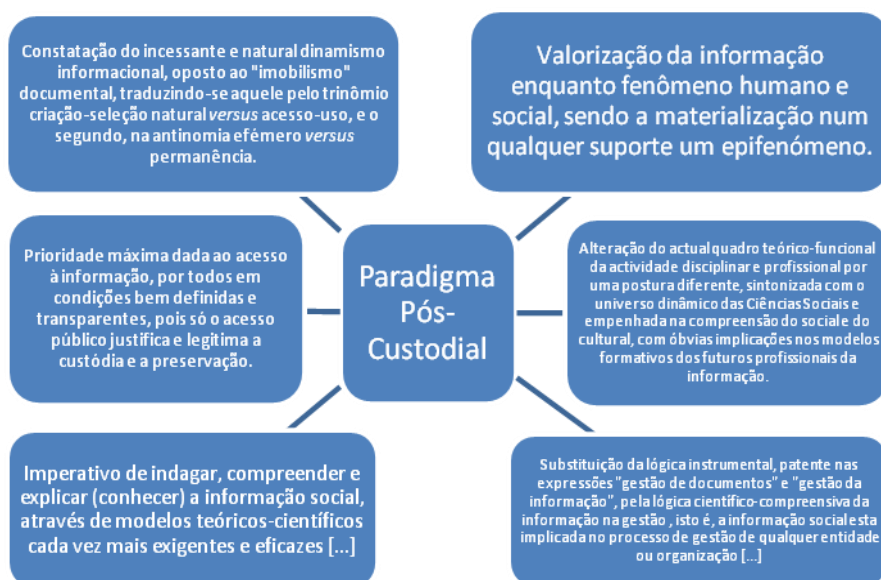 Constatação do incessante e natural dinamismo
informacional, oposto ao "imobilismo"
documental, traduzindo-se aquele pelo trinômio
criação-seleção natural versus acesso-uso, e o
segundo, na antinomia efémero versus
permanência.
Valorização da informação
enquanto fenômeno humano e
social, sendo a materialização num
qualquer suporte um epifenómeno.
Prioridade máxima dada ao acesso
à informação, por todos em
condições bem definidas e
transparentes, pois só o acesso
público justifica e legitima a
custódia e a preservação.
Paradigma
Pós-
Custodial
Alteração do actual quadro teórico-funcional
da actividade disciplinar e profissional por
uma postura diferente, sintonizada com o
universo dinâmico das Ciências Sociais e
empenhada na compreensão do social e do
cultural, com óbvias implicações nos modelos
formativos dos futuros profissionais da
informação.
Imperativo de indagar, compreender e
explicar (conhecer) a informação social,
através de modelos teóricos-científicos
cada vez mais exigentes e eficazes [...]
Substituição da lógica instrumental, patente nas
expressões "gestão de documentos" e "gestão da
informação", pela lógica científico-compreensiva da
informação na gestão , isto é, a informação social esta
implicada no processo de gestão de qualquer entidade
ou organização [...]